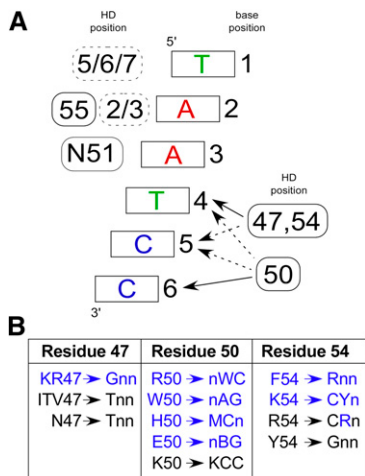 A
HD position
base position
5'
5/6/7 T 1
55 2/3 A 2
N51 A 3
HD position
T 4
47,54
C 5
50
C 6
3'
B
Residue 47 Residue 50 Residue 54
KR47 → Gnn R50 → nWC F54 → Rnn
ITV47 → Tnn W50 → nAG K54 → CYn
N47 → Tnn H50 → MCn R54 → CRn
E50 → nBG Y54 → Gnn
K50 → KCC